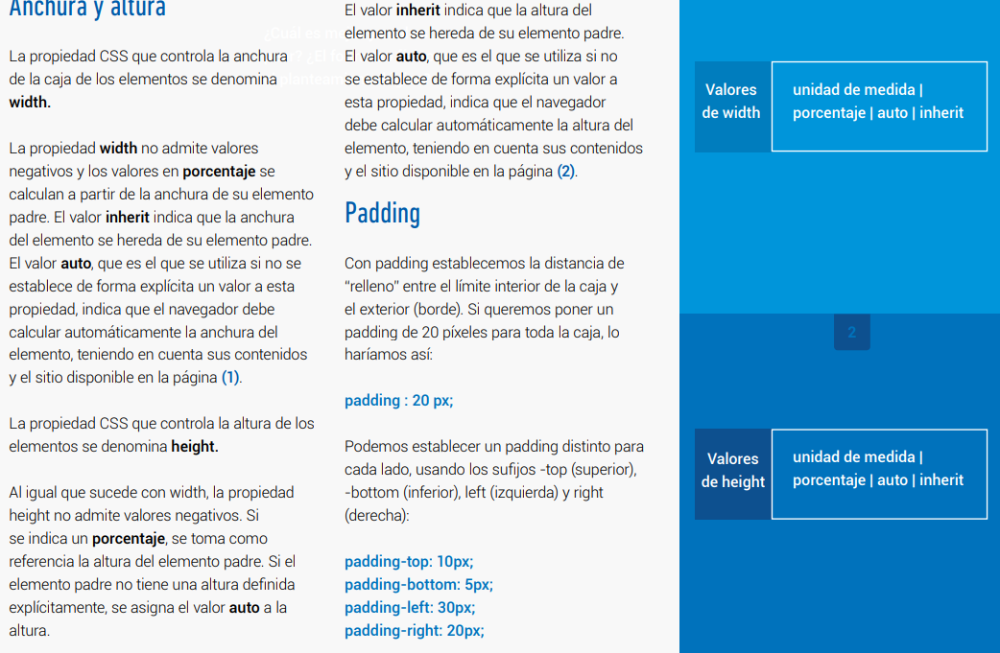 Anchura y altura
La propiedad CSS que controla la anchura
de la caja de los elementos se denomina
width.
La propiedad width no admite valores
negativos y los valores en porcentaje se
calculan a partir de la anchura de su elemento
padre. El valor inherit indica que la anchura
del elemento se hereda de su elemento padre.
El valor auto, que es el que se utiliza si no se
establece de forma explícita un valor a esta
propiedad, indica que el navegador debe
calcular automáticamente la anchura del
elemento, teniendo en cuenta sus contenidos
y el sitio disponible en la página (1).
La propiedad CSS que controla la altura de los
elementos se denomina height.
Al igual que sucede con width, la propiedad
height no admite valores negativos. Si
se indica un porcentaje, se toma como
referencia la altura del elemento padre. Si el
elemento padre no tiene una altura definida
explícitamente, se asigna el valor auto a la
altura.
El valor inherit indica que la altura del
elemento se hereda de su elemento padre.
El valor auto, que es el que se utiliza si no
se establece de forma explícita un valor a
esta propiedad, indica que el navegador
debe calcular automáticamente la altura del
elemento, teniendo en cuenta sus contenidos
y el sitio disponible en la página (2).
Padding
Con padding establecemos la distancia de
“relleno” entre el límite interior de la caja y
el exterior (borde). Si queremos poner un
padding de 20 píxeles para toda la caja, lo
haríamos así:
padding : 20 px;
Podemos establecer un padding distinto para
cada lado, usando los sufijos -top (superior),
-bottom (inferior), left (izquierda) y right
(derecha):
padding-top: 10px;
padding-bottom: 5px;
padding-left: 30px;
padding-right: 20px;
Valores
de width
unidad de medida |
porcentaje | auto | inherit
2
Valores
de height
unidad de medida |
porcentaje | auto | inherit